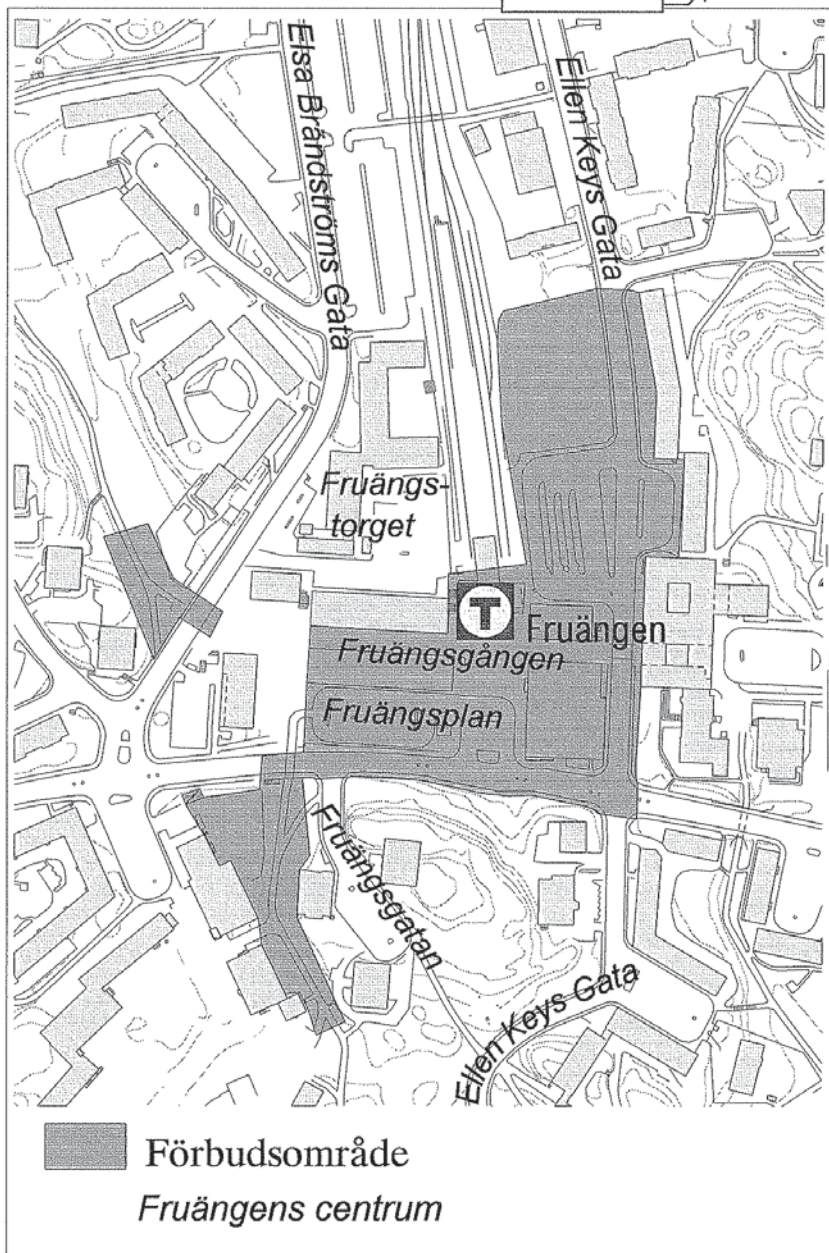 Elsa Brändströms Gata
Ellen Keys Gata
Fruängs-
torget
T
Fruängen
Fruängsgången
Fruängsplan
Fruängsgatan
Ellen Keys Gata
Förbudsområde
Fruängens centrum